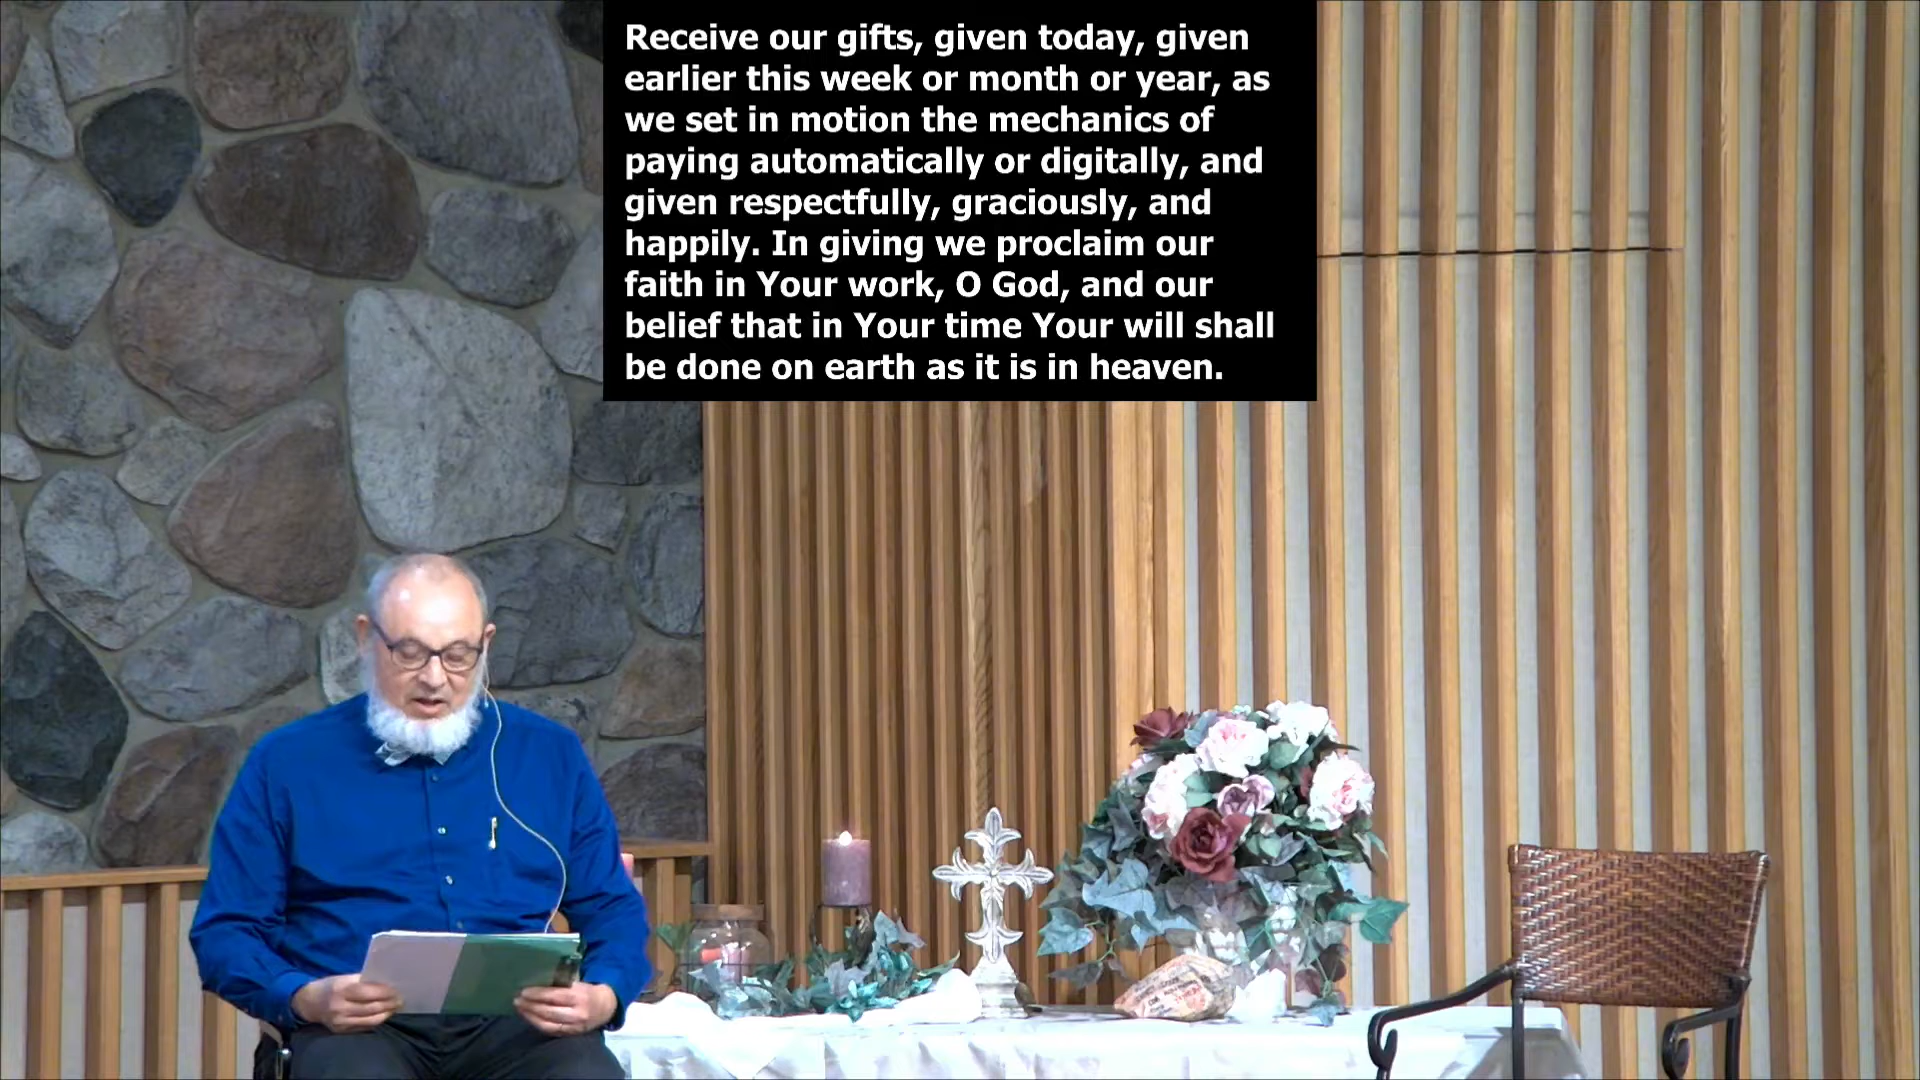 Receive our gifts, given today, given
earlier this week or month or year, as
we set in motion the mechanics of
paying automatically or digitally, and
given respectfully, graciously, and
happily. In giving we proclaim our
faith in Your work, O God, and our
belief that in Your time Your will shall
be done on earth as it is in heaven.